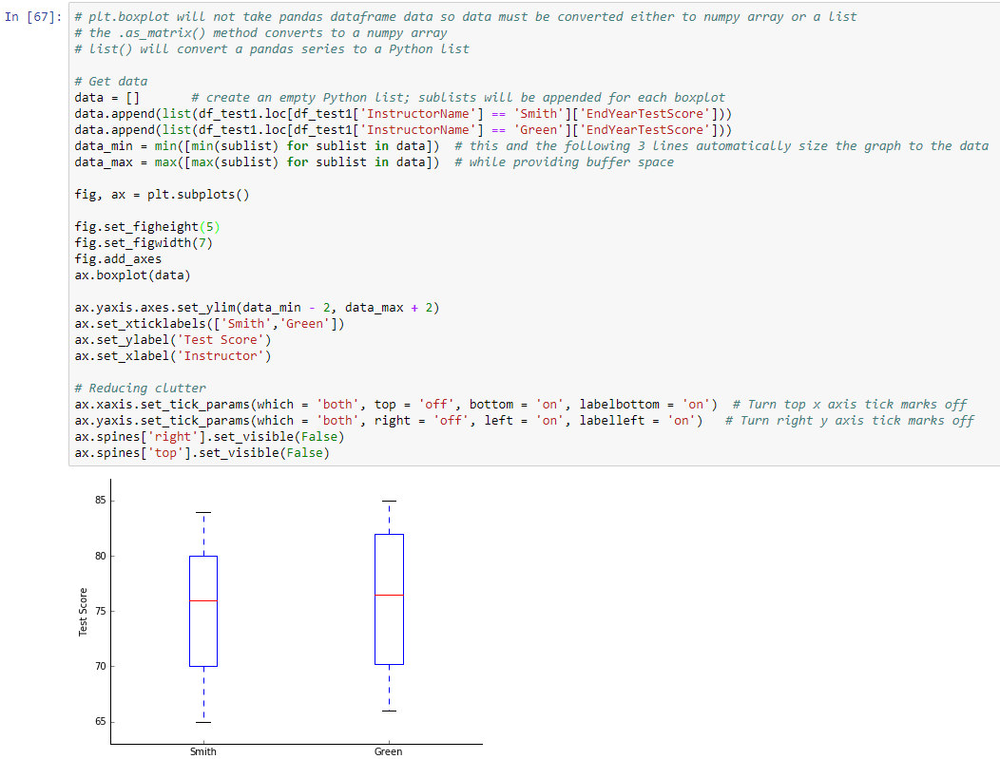 In [67]:
# plt.boxplot will not take pandas dataframe data so data must be converted either to numpy array or a list
# the .as_matrix() method converts to a numpy array
# list() will convert a pandas series to a Python list
# Get data
data = []       # create an empty Python list; sublists will be appended for each boxplot
data.append(list(df_test1.loc[df_test1['InstructorName'] == 'Smith']['EndYearTestScore']))
data.append(list(df_test1.loc[df_test1['InstructorName'] == 'Green']['EndYearTestScore']))
data_min = min([min(sublist) for sublist in data])  # this and the following 3 lines automatically size the graph to the data
data_max = max([max(sublist) for sublist in data])  # while providing buffer space
fig, ax = plt.subplots()
fig.set_figheight(5)
fig.set_figwidth(7)
fig.add_axes
ax.boxplot(data)
ax.yaxis.axes.set_ylim(data_min - 2, data_max + 2)
ax.set_xticklabels(['Smith','Green'])
ax.set_ylabel('Test Score')
ax.set_xlabel('Instructor')
# Reducing clutter
ax.xaxis.set_tick_params(which = 'both', top = 'off', bottom = 'on', labelbottom = 'on')  # Turn top x axis tick marks off
ax.yaxis.set_tick_params(which = 'both', right = 'off', left = 'on', labelleft = 'on')   # Turn right y axis tick marks off
ax.spines['right'].set_visible(False)
ax.spines['top'].set_visible(False)
85
80
75
70
65
Test Score
Smith
Green